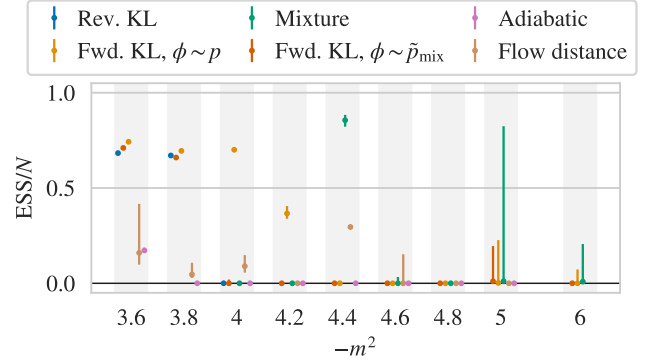 Rev. KL Mixture Adiabatic
Fwd. KL, ϕ ∼ p Fwd. KL, ϕ ∼ p̃mix Flow distance
1.0
0.5
0.0
ESS/N
3.6 3.8 4 4.2 4.4 4.6 4.8 5 6
−m²